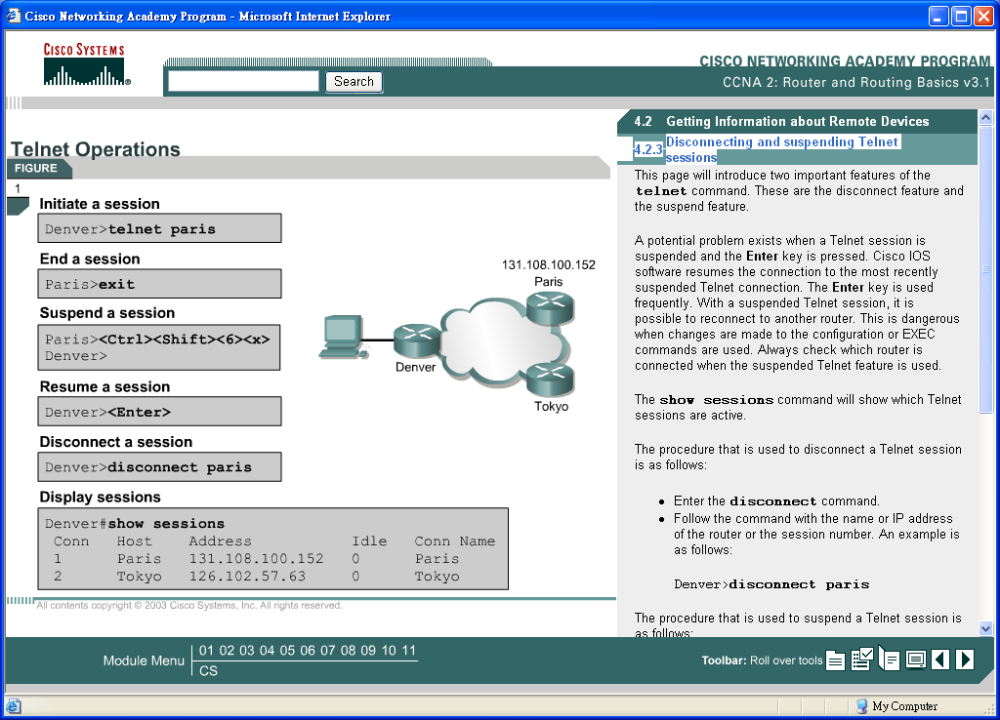 Cisco Networking Academy Program - Microsoft Internet Explorer
CISCO SYSTEMS
®
Search
CISCO NETWORKING ACADEMY PROGRAM
CCNA 2: Router and Routing Basics v3.1
Telnet Operations
FIGURE
1
Initiate a session
Denver>telnet paris
End a session
Paris>exit
Suspend a session
Paris><Ctrl><Shift><6><x>
Denver>
Resume a session
Denver><Enter>
Disconnect a session
Denver>disconnect paris
Display sessions
Denver#show sessions
Conn Host Address Idle Conn Name
1 Paris 131.108.100.152 0 Paris
2 Tokyo 126.102.57.63 0 Tokyo
131.108.100.152
Paris
Denver
Tokyo
All contents copyright © 2003 Cisco Systems, Inc. All rights reserved.
4.2 Getting Information about Remote Devices
4.2.3 Disconnecting and suspending Telnet
sessions
This page will introduce two important features of the
telnet command. These are the disconnect feature and
the suspend feature.
A potential problem exists when a Telnet session is
suspended and the Enter key is pressed. Cisco IOS
software resumes the connection to the most recently
suspended Telnet connection. The Enter key is used
frequently. With a suspended Telnet session, it is
possible to reconnect to another router. This is dangerous
when changes are made to the configuration or EXEC
commands are used. Always check which router is
connected when the suspended Telnet feature is used.
The show sessions command will show which Telnet
sessions are active.
The procedure that is used to disconnect a Telnet session
is as follows:
• Enter the disconnect command.
• Follow the command with the name or IP address
of the router or the session number. An example is
as follows:
Denver>disconnect paris
The procedure that is used to suspend a Telnet session is
as follows:
Module Menu
01 02 03 04 05 06 07 08 09 10 11
CS
Toolbar: Roll over tools
My Computer